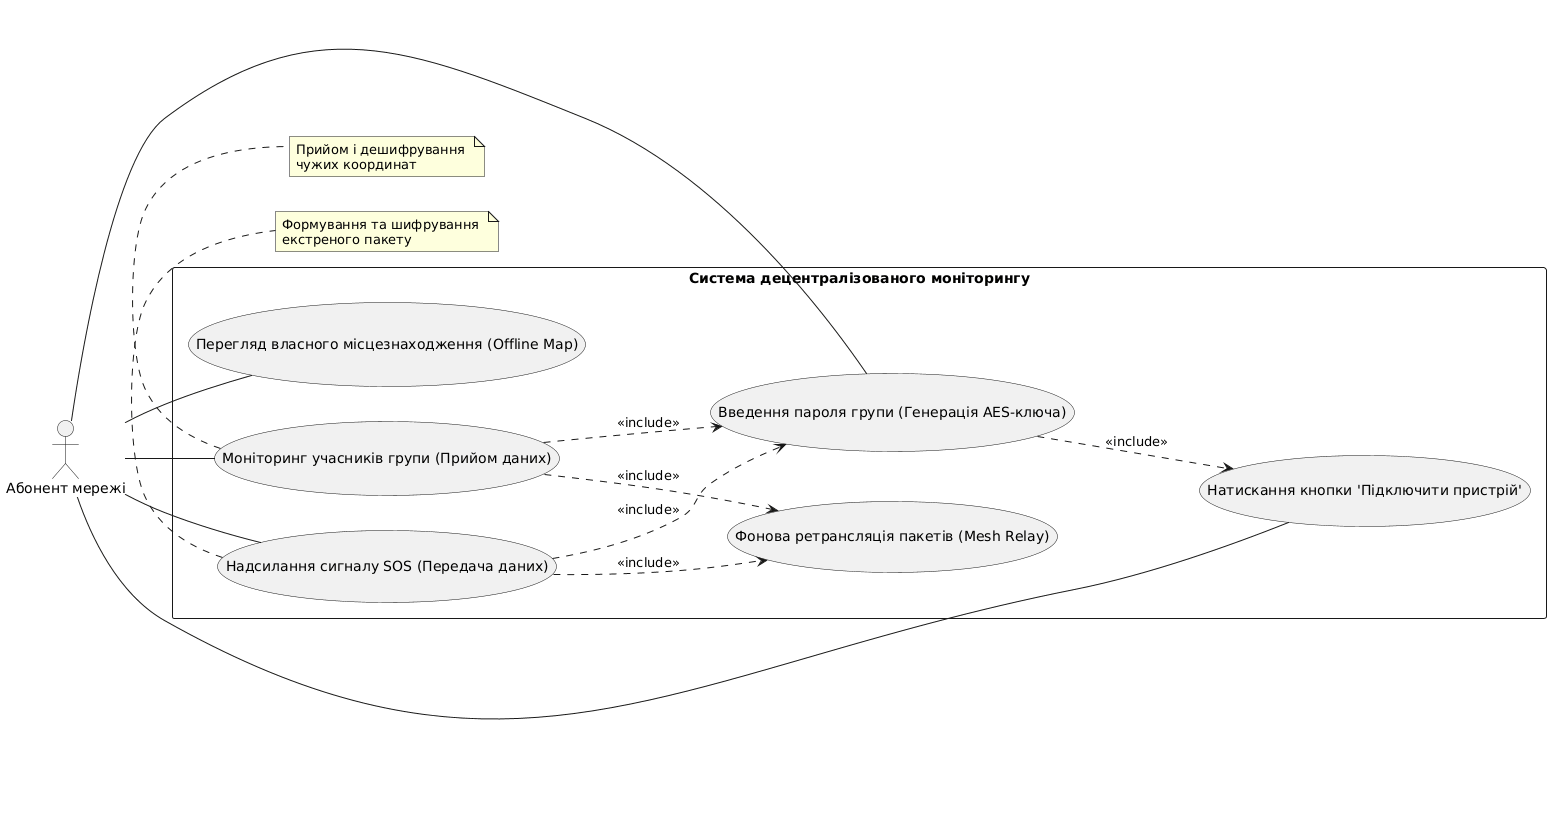 Прийом і дешифрування
чужих координат
Формування та шифрування
екстреного пакету
Система децентралізованого моніторингу
Перегляд власного місцезнаходження (Offline Map)
Введення пароля групи (Генерація AES-ключа)
«include»
«include»
Моніторинг учасників групи (Прийом даних)
«include»
Абонент мережі
Натискання кнопки 'Підключити пристрій'
«include»
Фонова ретрансляція пакетів (Mesh Relay)
«include»
Надсилання сигналу SOS (Передача даних)